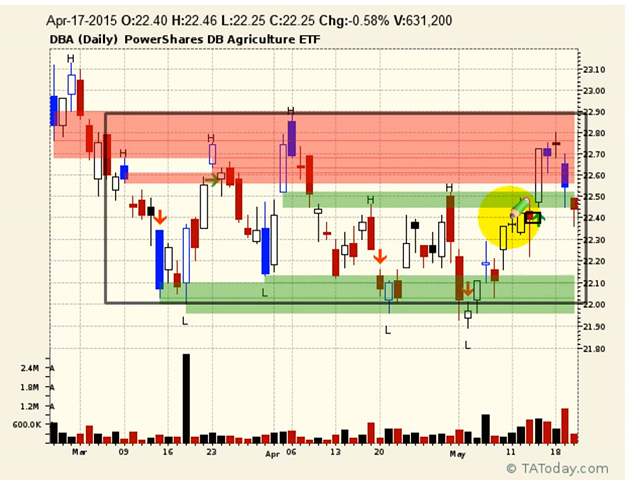 Apr-17-2015 O:22.40 H:22.46 L:22.25 C:22.25 Chg:-0.58% V:631,200
DBA (Daily) PowerShares DB Agriculture ETF
H
23.10
23.00
22.90
H
22.80
H
22.70
H
22.60
22.50
H
H
22.40
22.30
22.20
22.10
L
22.00
L
21.90
L
L
21.80
2.4M A
1.8M A
1.2M A
600.0K A
Mar 09 16 23 Apr 06 13 20 May 11 18
© TAToday.com